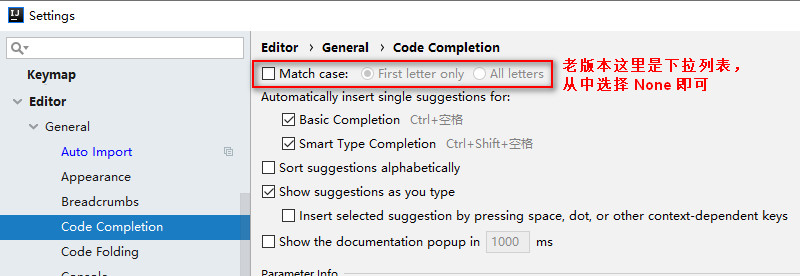 IJ
Settings
Keymap
Editor
General
Auto Import
Appearance
Breadcrumbs
Code Completion
Code Folding
Editor > General > Code Completion
Match case: First letter only All letters
老版本这里是下拉列表，
从中选择 None 即可
Automatically insert single suggestions for:
Basic Completion Ctrl+空格
Smart Type Completion Ctrl+Shift+空格
Sort suggestions alphabetically
Show suggestions as you type
Insert selected suggestion by pressing space, dot, or other context-dependent keys
Show the documentation popup in 1000 ms
Parameter Info